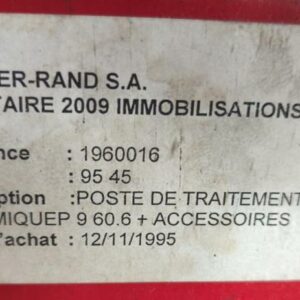 ER-RAND S.A.
TAIRE 2009 IMMOBILISATIONS
nce : 1960016
: 95 45
ption : POSTE DE TRAITEMENT
MIQUEP 9 60.6 + ACCESSOIRES
'achat : 12/11/1995